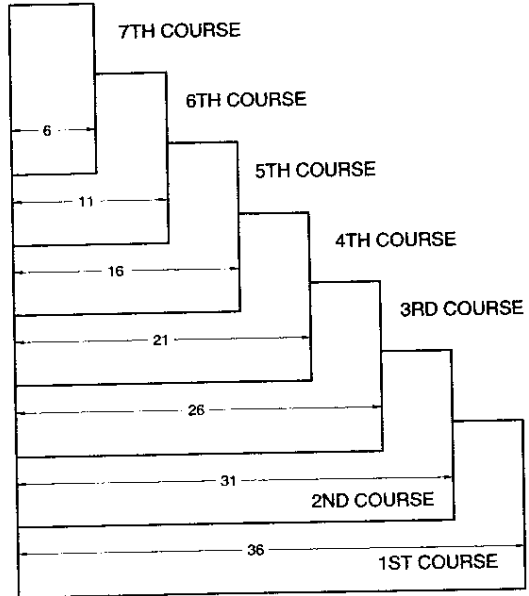 7TH COURSE
6TH COURSE
6
5TH COURSE
11
4TH COURSE
16
3RD COURSE
21
26
31
2ND COURSE
36
1ST COURSE